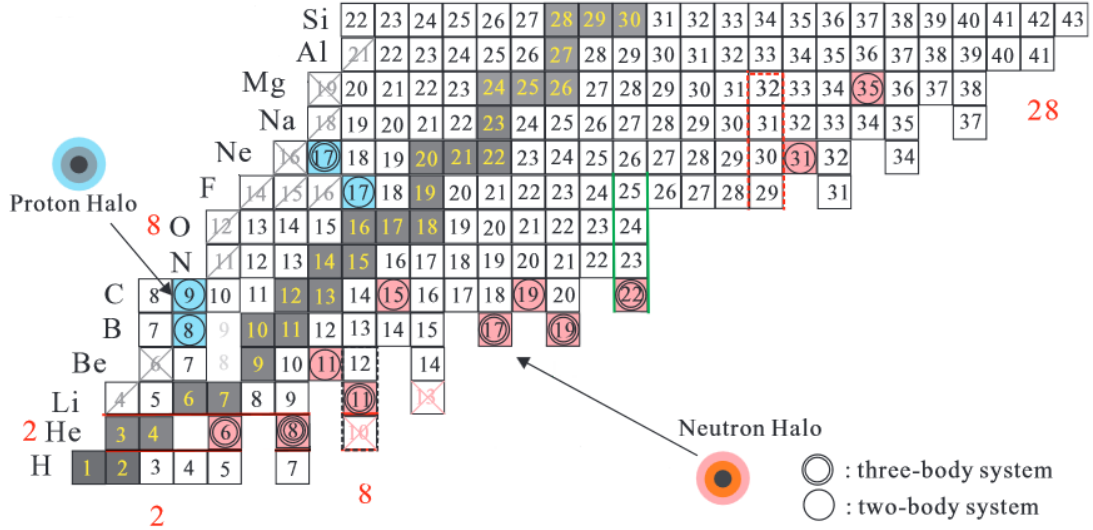 Si 22 23 24 25 26 27 28 29 30 31 32 33 34 35 36 37 38 39 40 41 42 43
Al 21 22 23 24 25 26 27 28 29 30 31 32 33 34 35 36 37 38 39 40 41
Mg 19 20 21 22 23 24 25 26 27 28 29 30 31 32 33 34 35 36 37 38
28
Na 18 19 20 21 22 23 24 25 26 27 28 29 30 31 32 33 34 35 37
Ne 16 17 18 19 20 21 22 23 24 25 26 27 28 29 30 31 32 34
F 14 15 16 17 18 19 20 21 22 23 24 25 26 27 28 29 31
Proton Halo
8 O 12 13 14 15 16 17 18 19 20 21 22 23 24
N 11 12 13 14 15 16 17 18 19 20 21 22 23
C 8 9 10 11 12 13 14 15 16 17 18 19 20 22
B 7 8 9 10 11 12 13 14 15 17 19
Be 6 7 8 9 10 11 12 14
Li 4 5 6 7 8 9 11 13
2 He 3 4 6 8 10
Neutron Halo
H 1 2 3 4 5 7
: three-body system
8
: two-body system
2